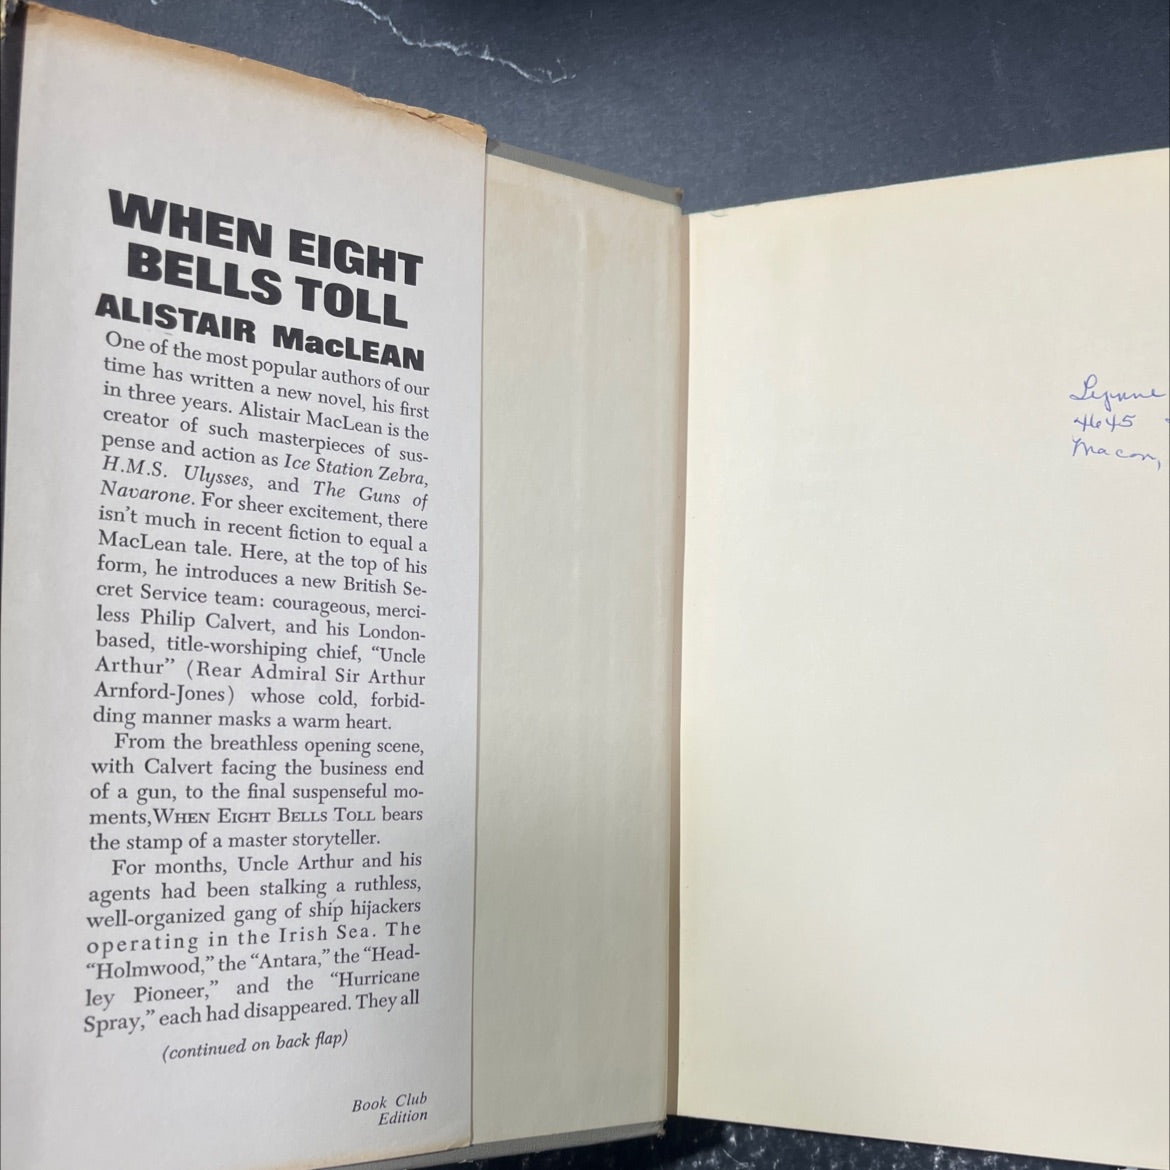 WHEN EIGHT
BELLS TOLL
ALISTAIR MacLEAN
One of the most popular authors of our
time has written a new novel, his first
in three years. Alistair MacLean is the
creator of such masterpieces of sus-
pense and action as Ice Station Zebra,
H.M.S. Ulysses, and The Guns of
Navarone. For sheer excitement, there
isn't much in recent fiction to equal a
MacLean tale. Here, at the top of his
form, he introduces a new British Se-
cret Service team: courageous, merci-
less Philip Calvert, and his London-
based, title-worshiping chief, “Uncle
Arthur” (Rear Admiral Sir Arthur
Arnford-Jones) whose cold, forbid-
ding manner masks a warm heart.
From the breathless opening scene,
with Calvert facing the business end
of a gun, to the final suspenseful mo-
ments, WHEN EIGHT BELLS TOLL bears
the stamp of a master storyteller.
For months, Uncle Arthur and his
agents had been stalking a ruthless,
well-organized gang of ship hijackers
operating in the Irish Sea. The
“Holmwood,” the “Antara,” the “Head-
ley Pioneer,” and the “Hurricane
Spray,” each had disappeared. They all
(continued on back flap)
Book Club
Edition
Lynne
4645
Macon,